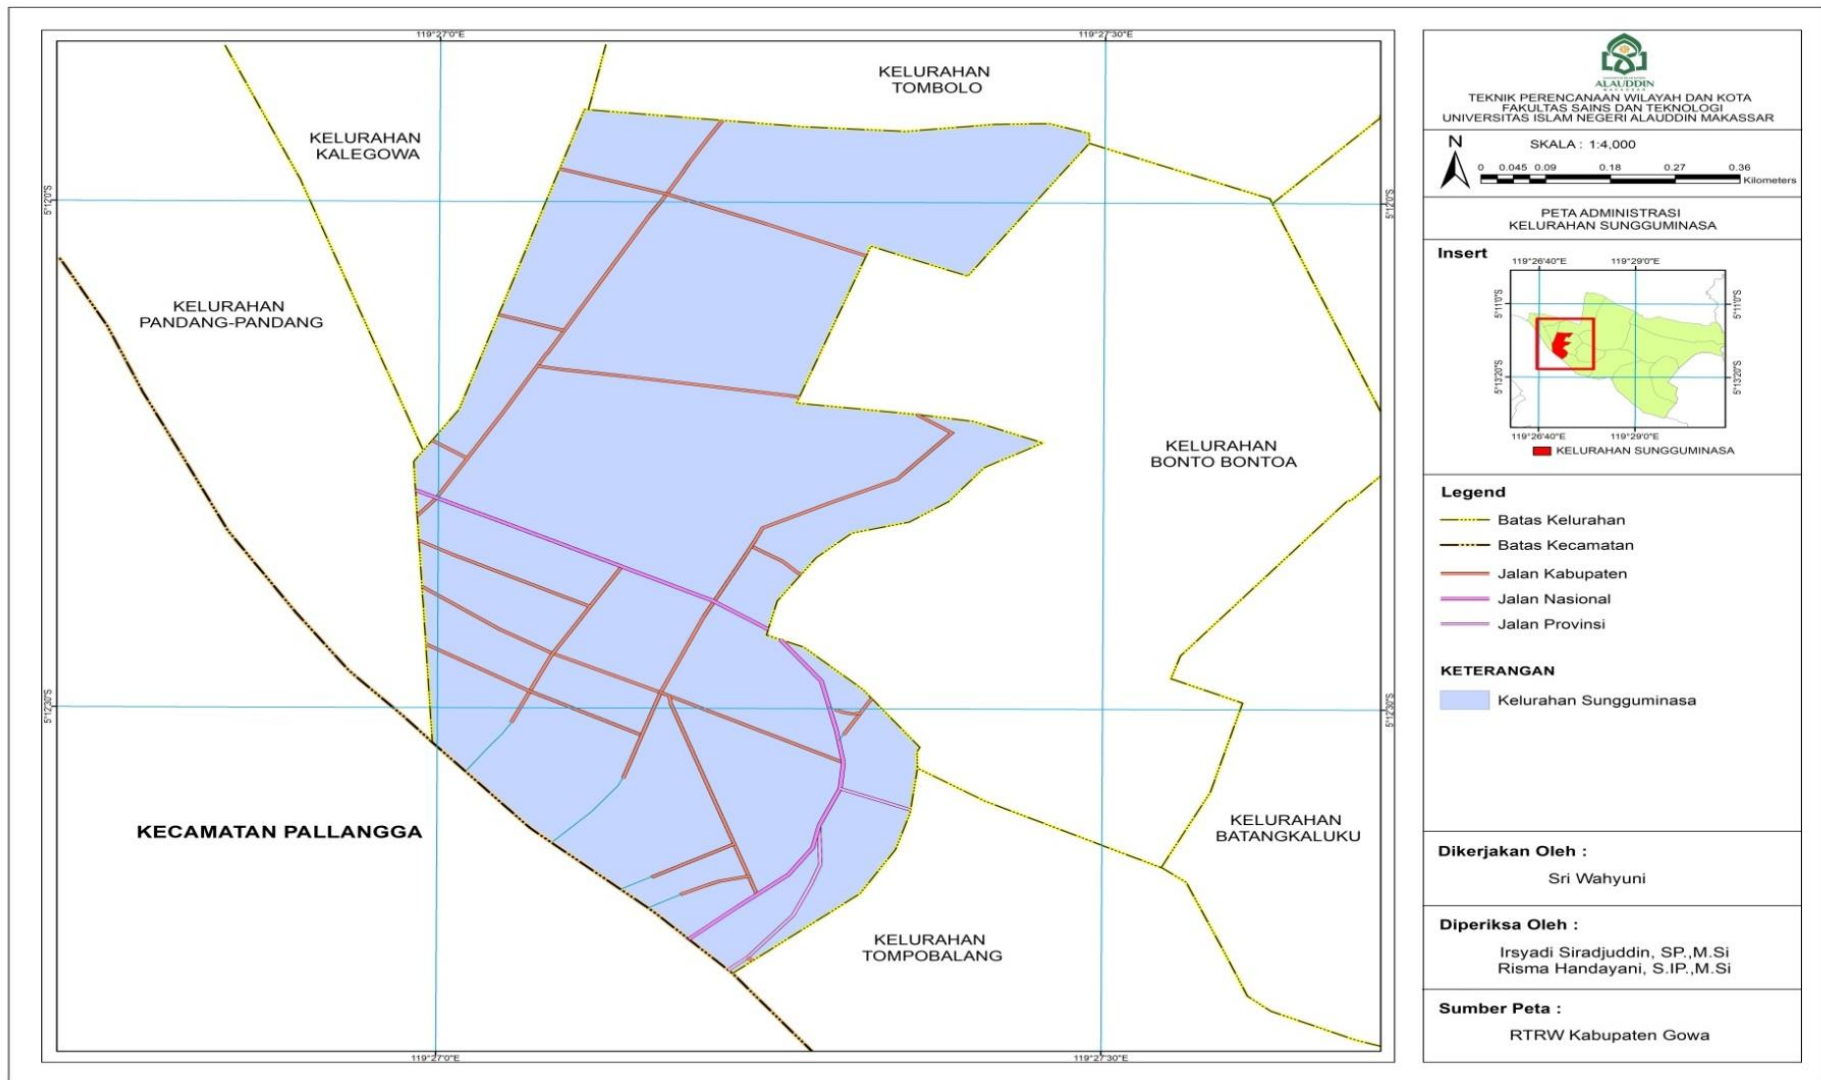 119°27'0"E
119°27'30"E
KELURAHAN
TOMBOLO
KELURAHAN
KALEGOWA
5°12'0"S
5°12'0"S
KELURAHAN
PANDANG-PANDANG
KELURAHAN
BONTO BONTOA
5°12'30"S
5°12'30"S
KECAMATAN PALLANGGA
KELURAHAN
BATANGKALUKU
KELURAHAN
TOMPOBALANG
119°27'0"E
119°27'30"E
ALAUDDIN
TEKNIK PERENCANAAN WILAYAH DAN KOTA
FAKULTAS SAINS DAN TEKNOLOGI
UNIVERSITAS ISLAM NEGERI ALAUDDIN MAKASSAR
N
SKALA : 1:4,000
0 0.045 0.09 0.18 0.27 0.36
Kilometers
PETA ADMINISTRASI
KELURAHAN SUNGGUMINASA
Insert
119°26'40"E 119°29'0"E
5°11'0"S
5°11'0"S
5°13'20"S
5°13'20"S
119°26'40"E 119°29'0"E
KELURAHAN SUNGGUMINASA
Legend
Batas Kelurahan
Batas Kecamatan
Jalan Kabupaten
Jalan Nasional
Jalan Provinsi
KETERANGAN
Kelurahan Sungguminasa
Dikerjakan Oleh :
Sri Wahyuni
Diperiksa Oleh :
Irsyadi Siradjuddin, SP.,M.Si
Risma Handayani, S.IP.,M.Si
Sumber Peta :
RTRW Kabupaten Gowa